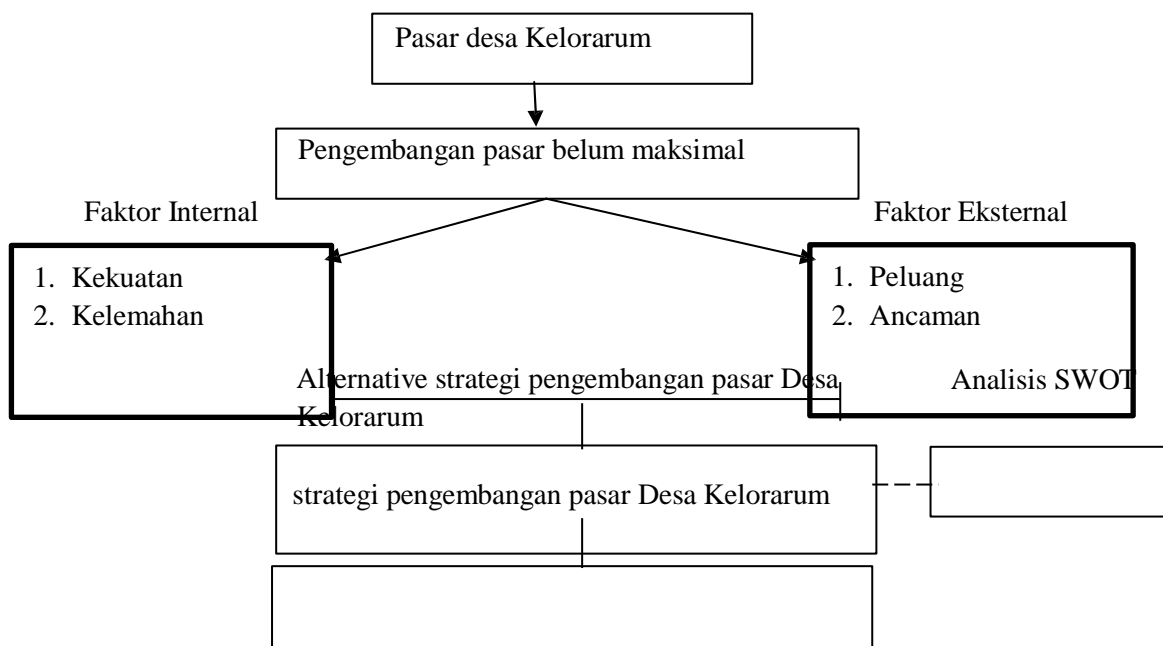 Pasar desa Kelorarum
Pengembangan pasar belum maksimal
Faktor Internal
Faktor Eksternal
1. Kekuatan
2. Kelemahan
1. Peluang
2. Ancaman
Alternative strategi pengembangan pasar Desa
Kelorarum
Analisis SWOT
strategi pengembangan pasar Desa Kelorarum